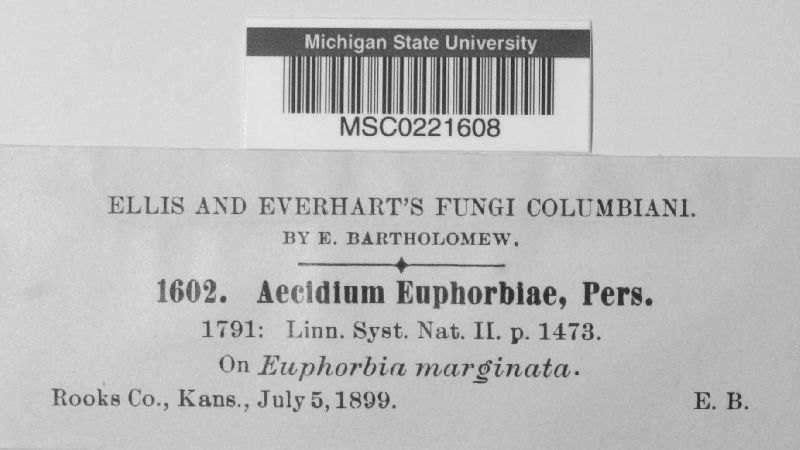 Michigan State University
MSC0221608
ELLIS AND EVERHART'S FUNGI COLUMBIANI.
BY E. BARTHOLOMEW.
1602. Aecidium Euphorbiae, Pers.
1791: Linn. Syst. Nat. II. p. 1473.
On Euphorbia marginata.
Rooks Co., Kans., July 5, 1899. E. B.